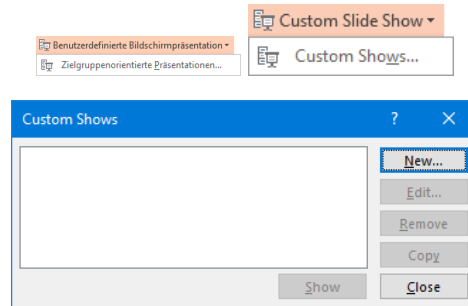 Custom Slide Show
Benutzerdefinierte Bildschirmpräsentation
Custom Shows...
Zielgruppenorientierte Präsentationen...
Custom Shows ?
New...
Edit...
Remove
Copy
Show Close